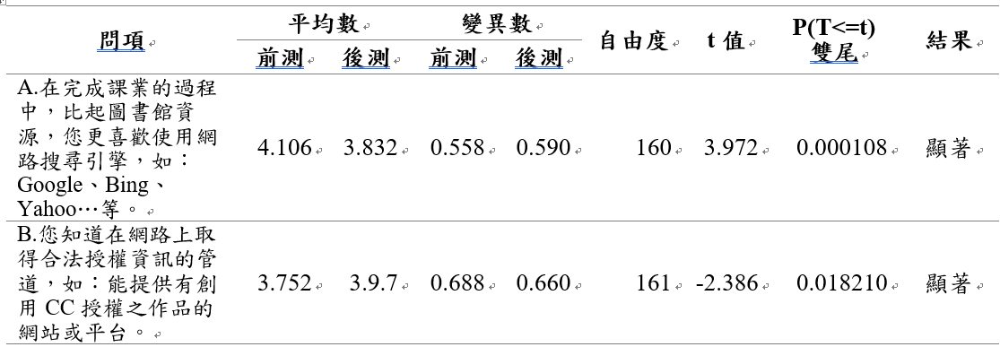 問項 平均數 變異數 自由度 t 值 P(T<=t) 雙尾 結果
前測 後測 前測 後測
A.在完成課業的過程
中，比起圖書館資
源，您更喜歡使用網
路搜尋引擎，如：
Google、Bing、
Yahoo…等。
4.106 3.832 0.558 0.590 160 3.972 0.000108 顯著
B.您知道在網路上取
得合法授權資訊的管
道，如：能提供有創
用 CC 授權之作品的
網站或平台。
3.752 3.9.7 0.688 0.660 161 -2.386 0.018210 顯著